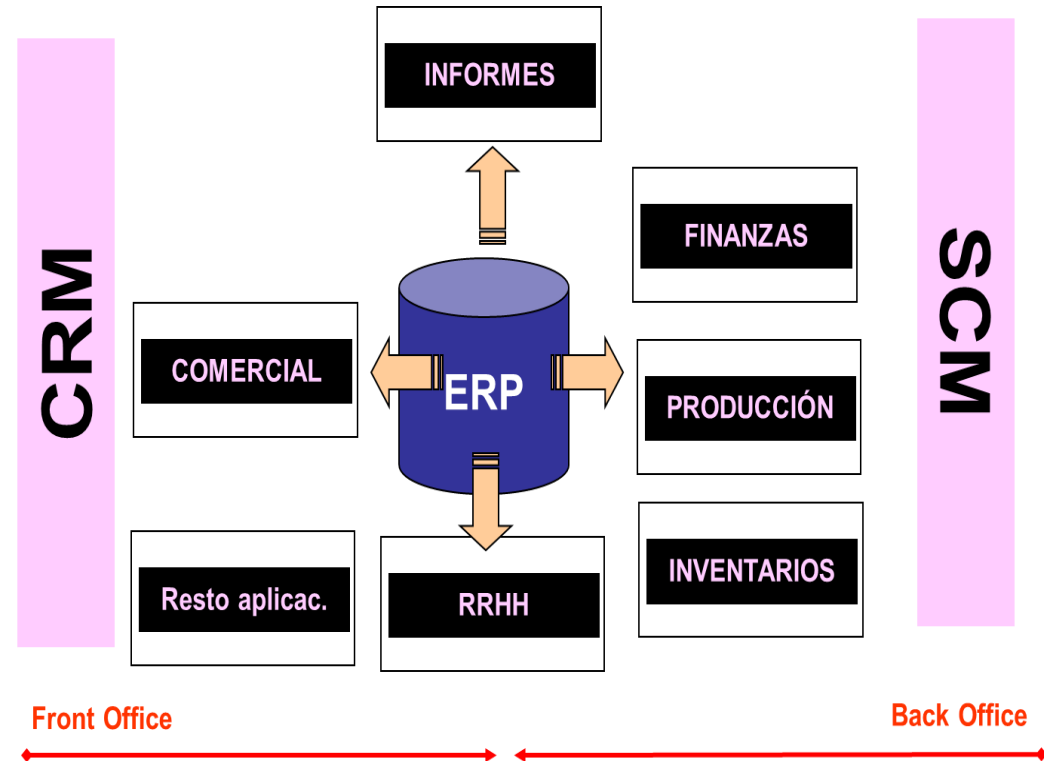 INFORMES
CRM
FINANZAS
SCM
COMERCIAL
ERP
PRODUCCIÓN
Resto aplicac.
RRHH
INVENTARIOS
Front Office
Back Office